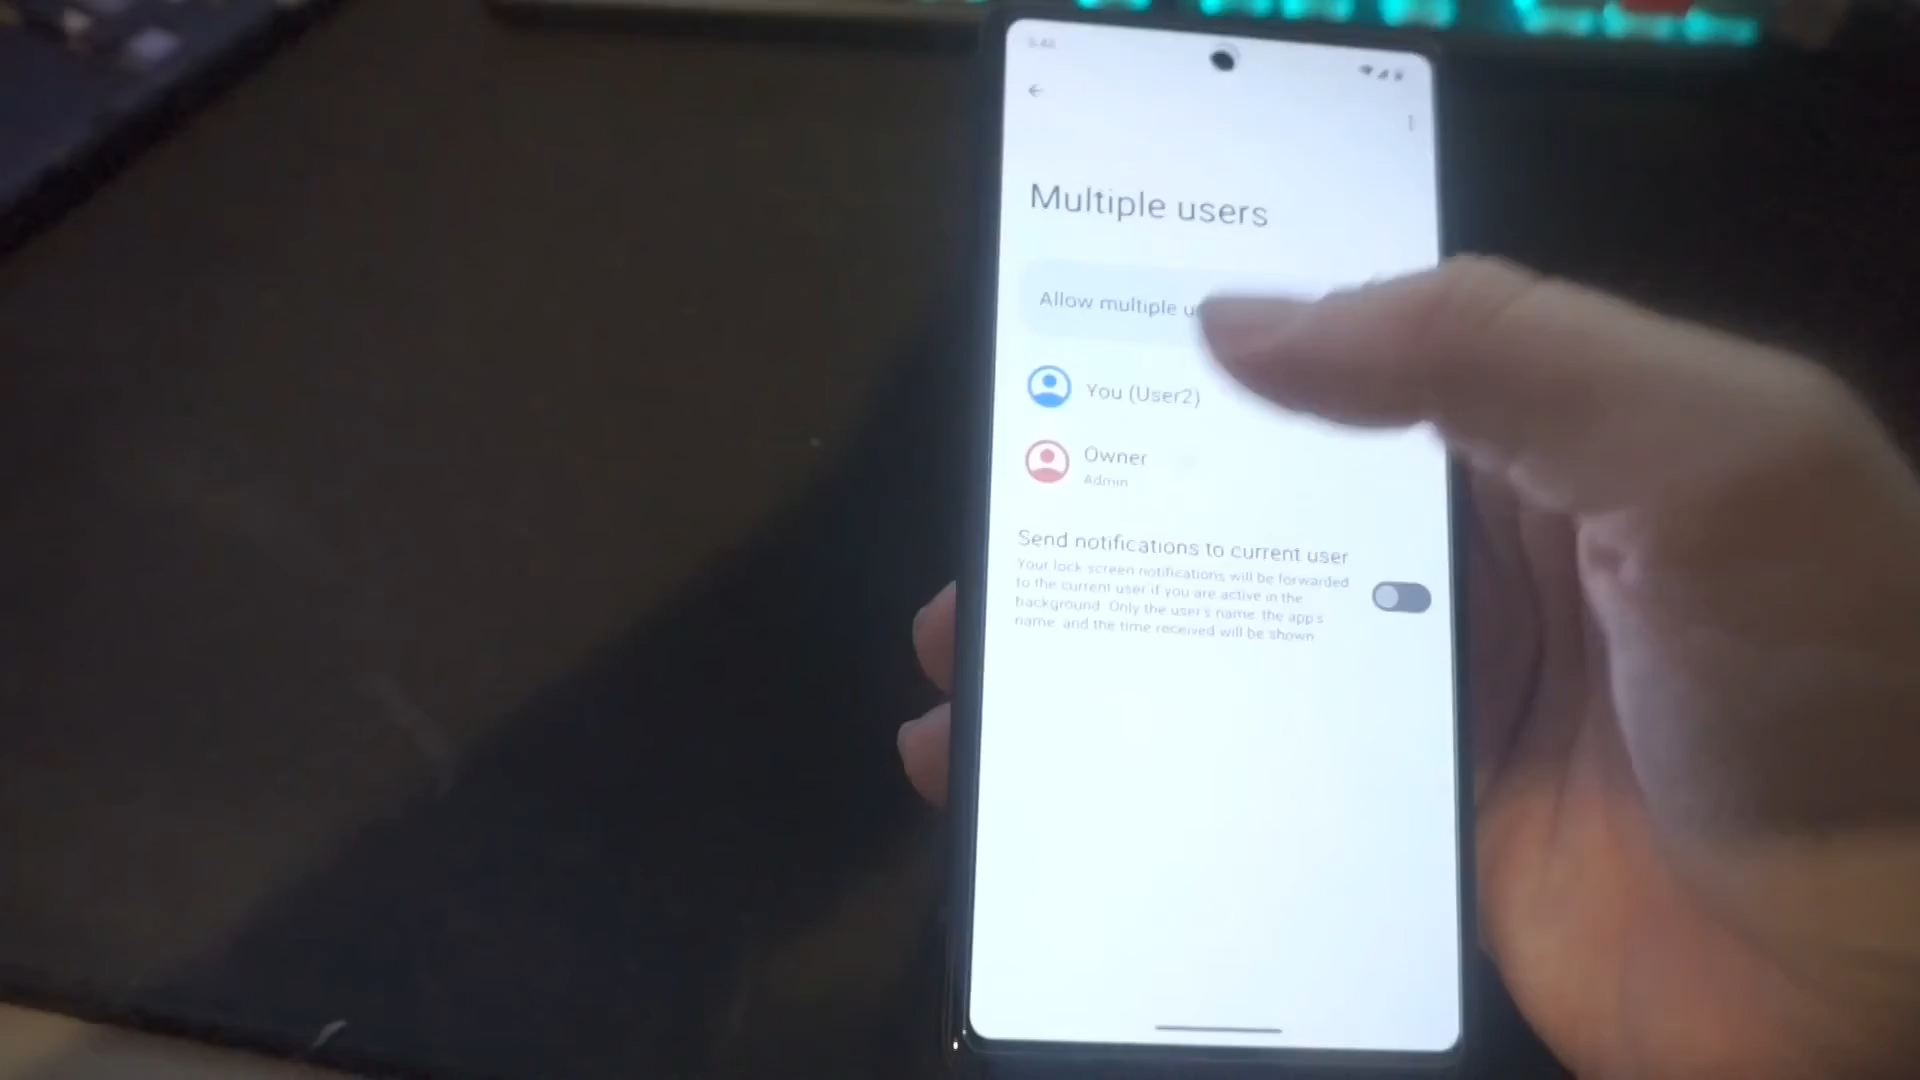 Multiple users
Allow multiple u
You (User2)
Owner
Admin
Send notifications to current user
Your lock screen notifications will be forwarded
to the current user if you are active in the
background. Only the user's name, the app's
name, and the time received will be shown